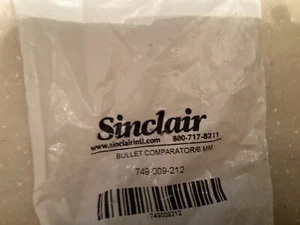 Sinclair
www.sinclairintl.com 800-717-8211
BULLET COMPARATOR/6 MM
749-009-212
749009212